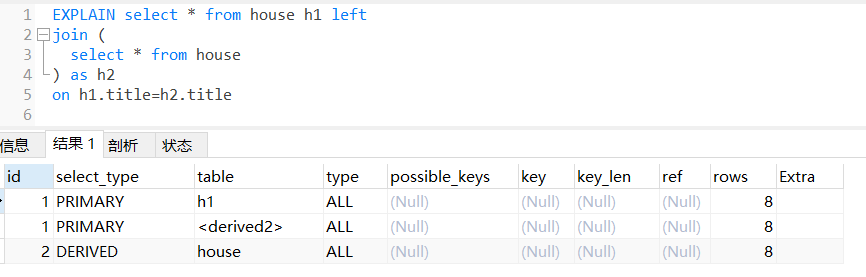 1 EXPLAIN select * from house h1 left
2 join (
3 select * from house
4 ) as h2
5 on h1.title=h2.title
6
信息 结果 1 剖析 状态
id select_type table type possible_keys key key_len ref rows Extra
1 PRIMARY h1 ALL (Null) (Null) (Null) (Null) 8
1 PRIMARY <derived2> ALL (Null) (Null) (Null) (Null) 8
2 DERIVED house ALL (Null) (Null) (Null) (Null) 8